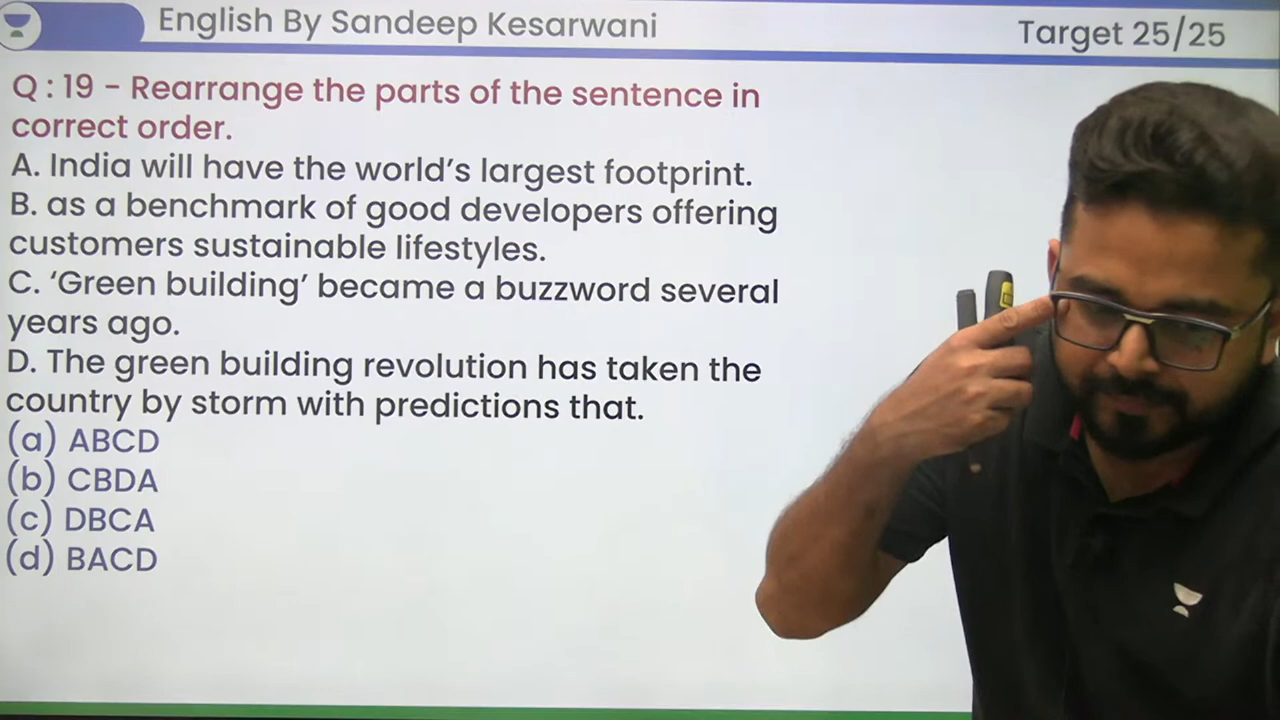 English By Sandeep Kesarwani
Target 25/25
Q : 19 - Rearrange the parts of the sentence in
correct order.
A. India will have the world's largest footprint.
B. as a benchmark of good developers offering
customers sustainable lifestyles.
C. ‘Green building’ became a buzzword several
years ago.
D. The green building revolution has taken the
country by storm with predictions that.
(a) ABCD
(b) CBDA
(c) DBCA
(d) BACD